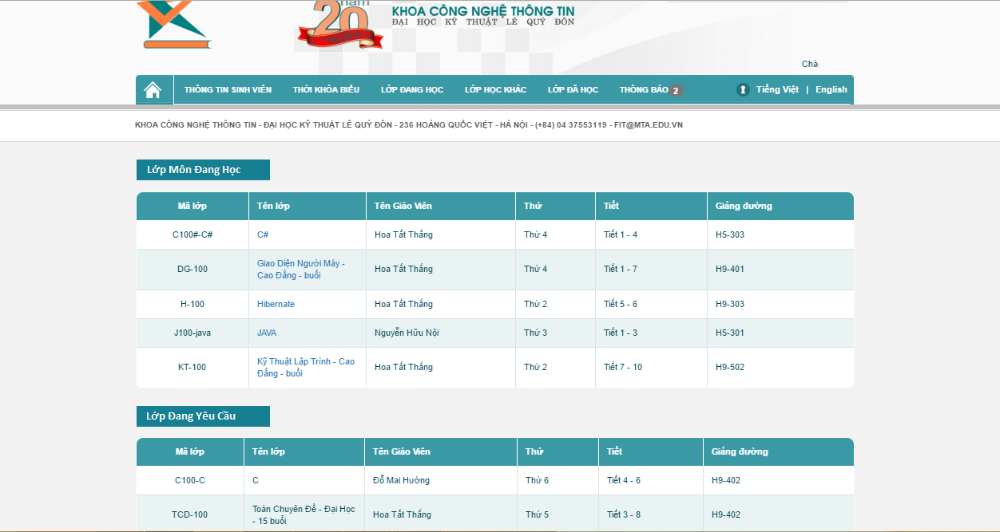 năm
20
KHOA CÔNG NGHỆ THÔNG TIN
ĐẠI HỌC KỸ THUẬT LÊ QUÝ ĐÔN
Chà
THÔNG TIN SINH VIÊN THỜI KHÓA BIỂU LỚP ĐANG HỌC LỚP HỌC KHÁC LỚP ĐÃ HỌC THÔNG BÁO 2 Tiếng Việt | English
KHOA CÔNG NGHỆ THÔNG TIN - ĐẠI HỌC KỸ THUẬT LÊ QUÝ ĐÔN - 236 HOÀNG QUỐC VIỆT - HÀ NỘI - (+84) 04 37553119 - FIT@MTA.EDU.VN
Lớp Môn Đang Học
Mã lớp Tên lớp Tên Giáo Viên Thứ Tiết Giảng đường
C100#-C# C# Hoa Tất Thắng Thứ 4 Tiết 1 - 4 H5-303
DG-100 Giao Diện Người Máy - Hoa Tất Thắng Thứ 4 Tiết 1 - 7 H9-401
Cao Đẳng - buổi
H-100 Hibernate Hoa Tất Thắng Thứ 2 Tiết 5 - 6 H9-303
J100-java JAVA Nguyễn Hữu Nội Thứ 3 Tiết 1 - 3 H5-301
KT-100 Kỹ Thuật Lập Trình - Cao Hoa Tất Thắng Thứ 2 Tiết 7 - 10 H9-502
Đẳng - buổi
Lớp Đang Yêu Cầu
Mã lớp Tên lớp Tên Giáo Viên Thứ Tiết Giảng đường
C100-C C Đỗ Mai Hường Thứ 6 Tiết 4 - 6 H9-402
TCD-100 Toán Chuyên Đề - Đại Học Hoa Tất Thắng Thứ 5 Tiết 3 - 8 H9-402
- 15 buổi